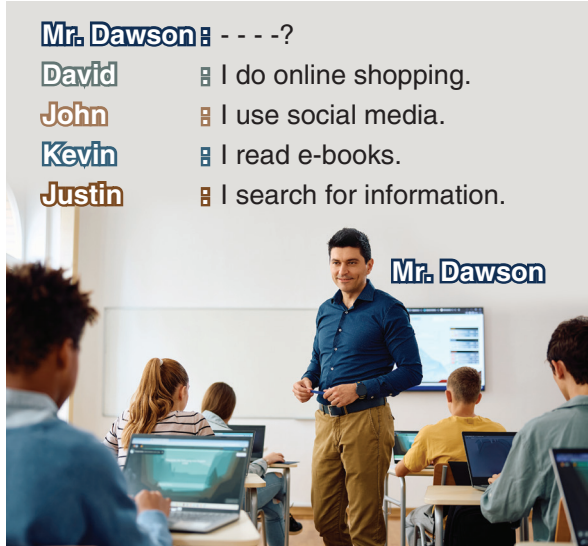 Mr. Dawson : - - - -?
David : I do online shopping.
John : I use social media.
Kevin : I read e-books.
Justin : I search for information.
Mr. Dawson